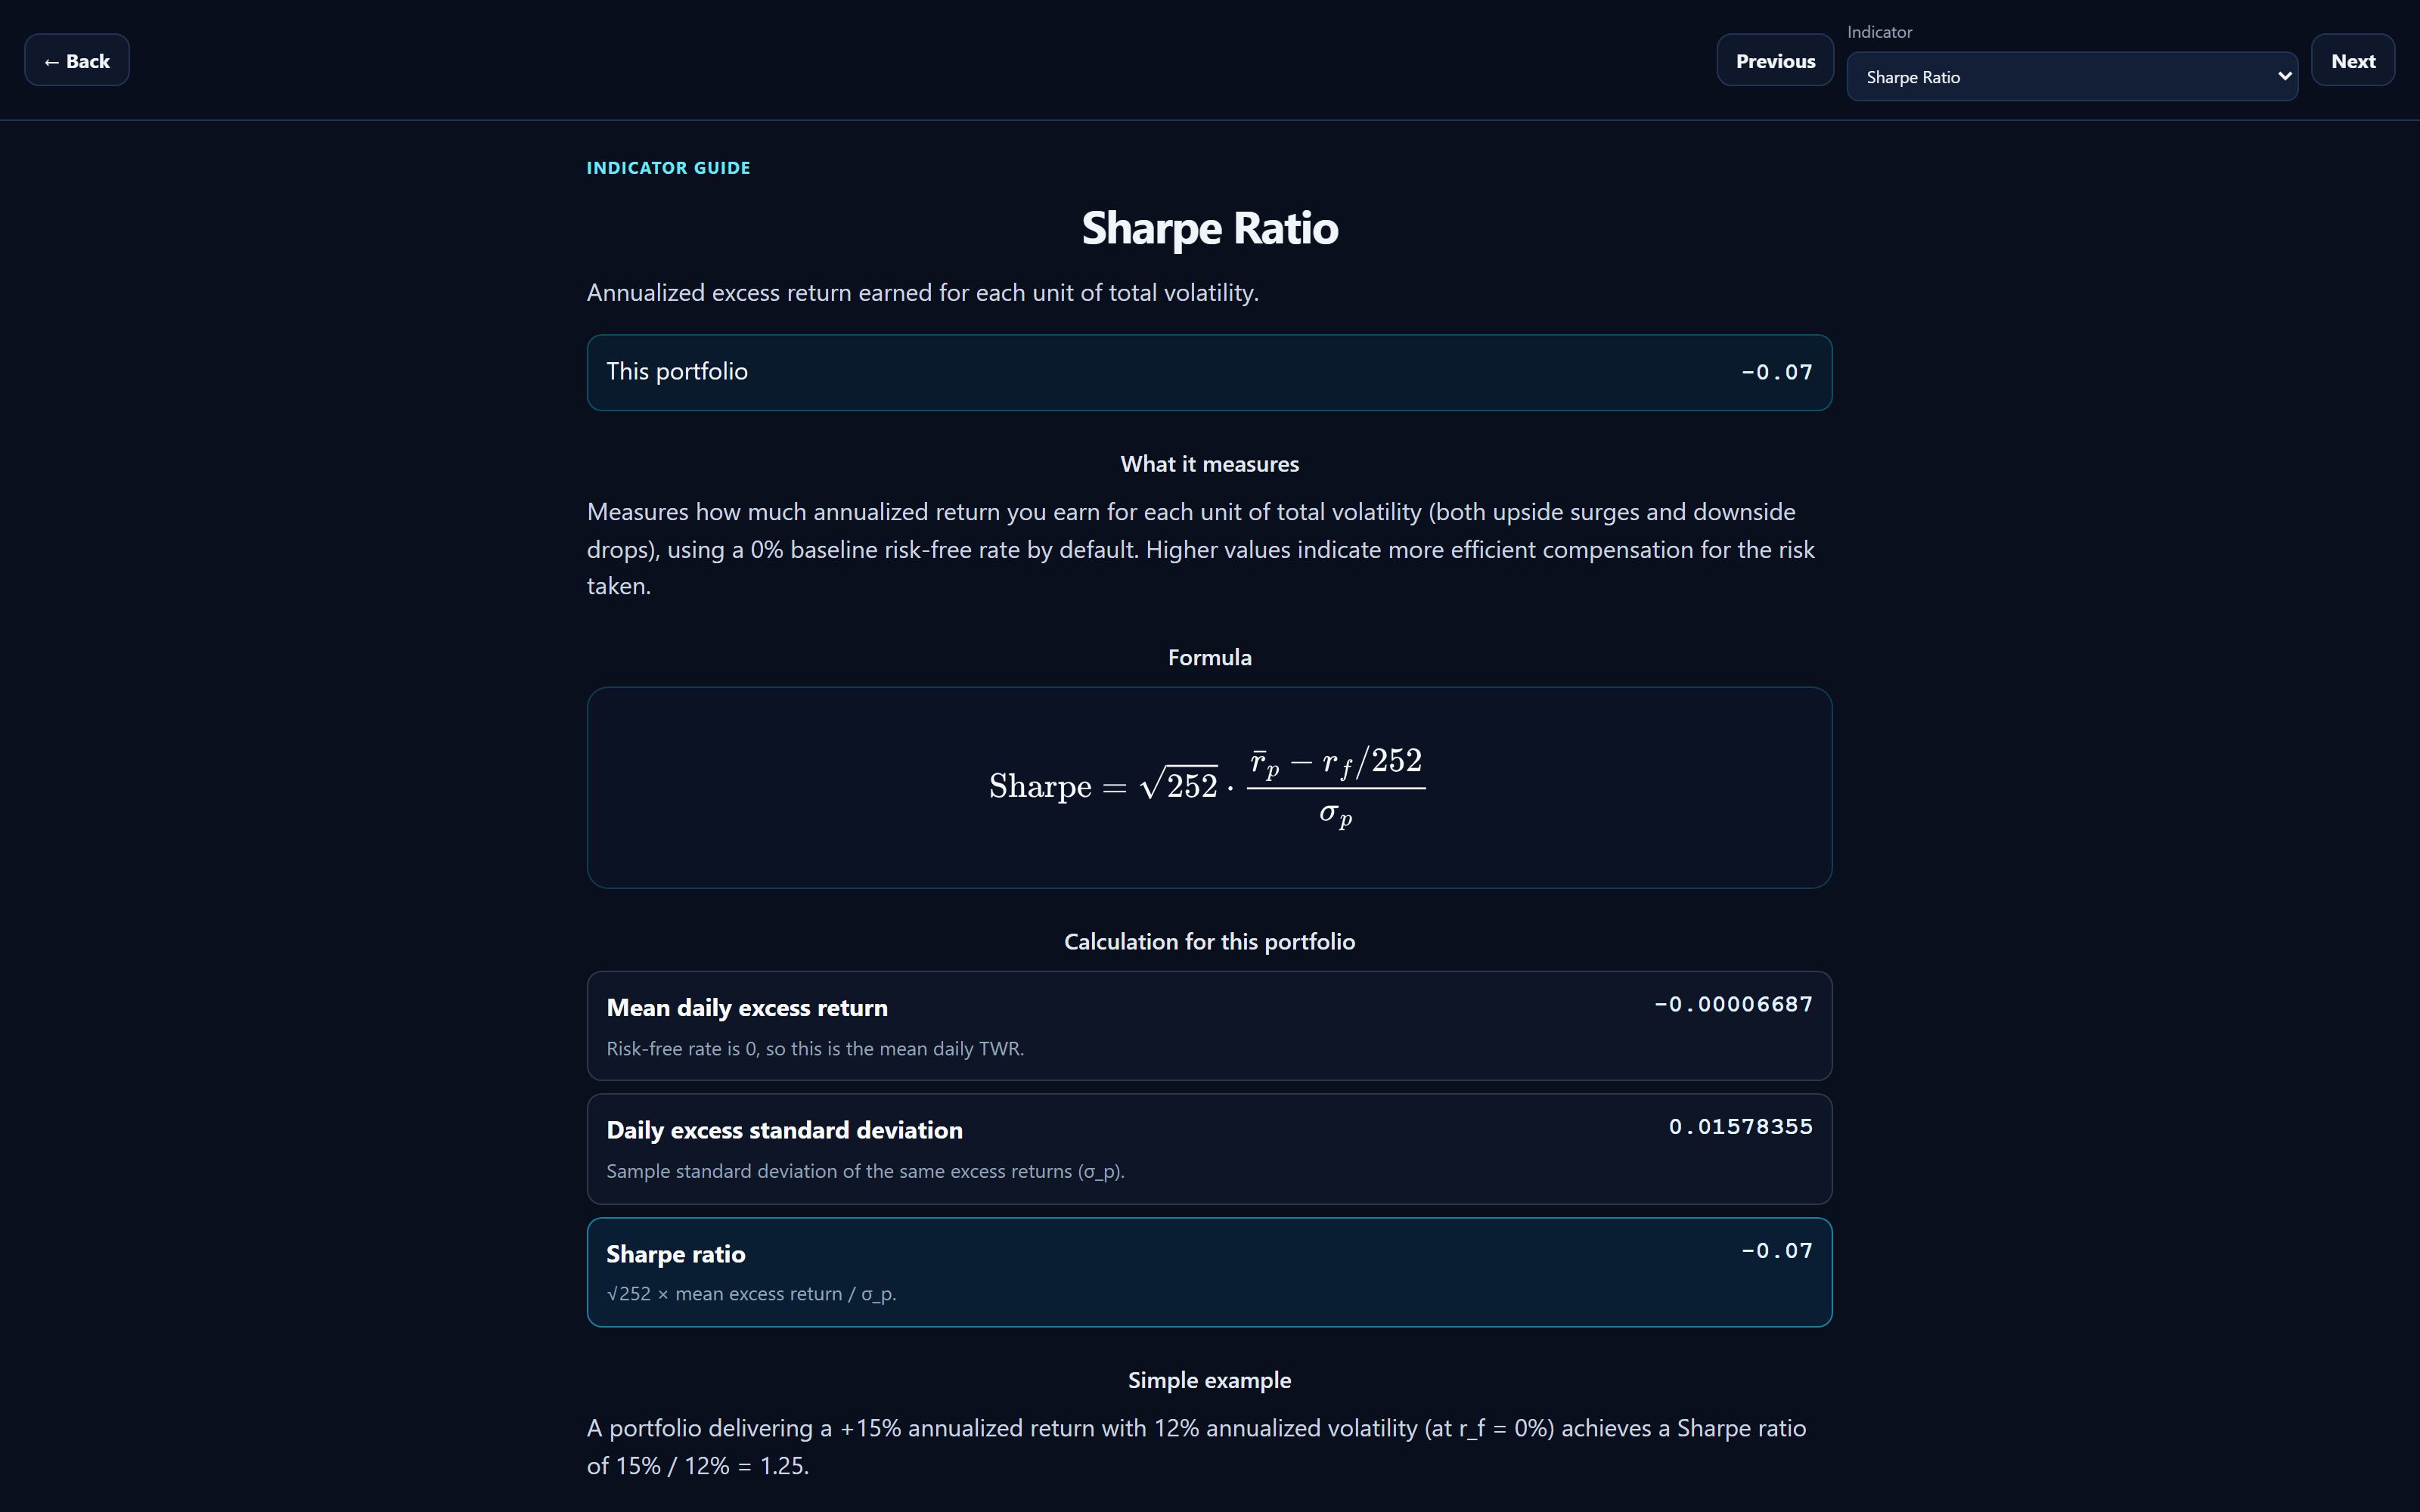 ← Back
Previous
Indicator
Sharpe Ratio
Next
INDICATOR GUIDE
Sharpe Ratio
Annualized excess return earned for each unit of total volatility.
This portfolio
−0.07
What it measures
Measures how much annualized return you earn for each unit of total volatility (both upside surges and downside
drops), using a 0% baseline risk-free rate by default. Higher values indicate more efficient compensation for the risk
taken.
Formula
Sharpe = √252 · (r̄_p − r_f/252) / σ_p
Calculation for this portfolio
Mean daily excess return
−0.00006687
Risk-free rate is 0, so this is the mean daily TWR.
Daily excess standard deviation
0.01578355
Sample standard deviation of the same excess returns (σ_p).
Sharpe ratio
−0.07
√252 × mean excess return / σ_p.
Simple example
A portfolio delivering a +15% annualized return with 12% annualized volatility (at r_f = 0%) achieves a Sharpe ratio
of 15% / 12% = 1.25.